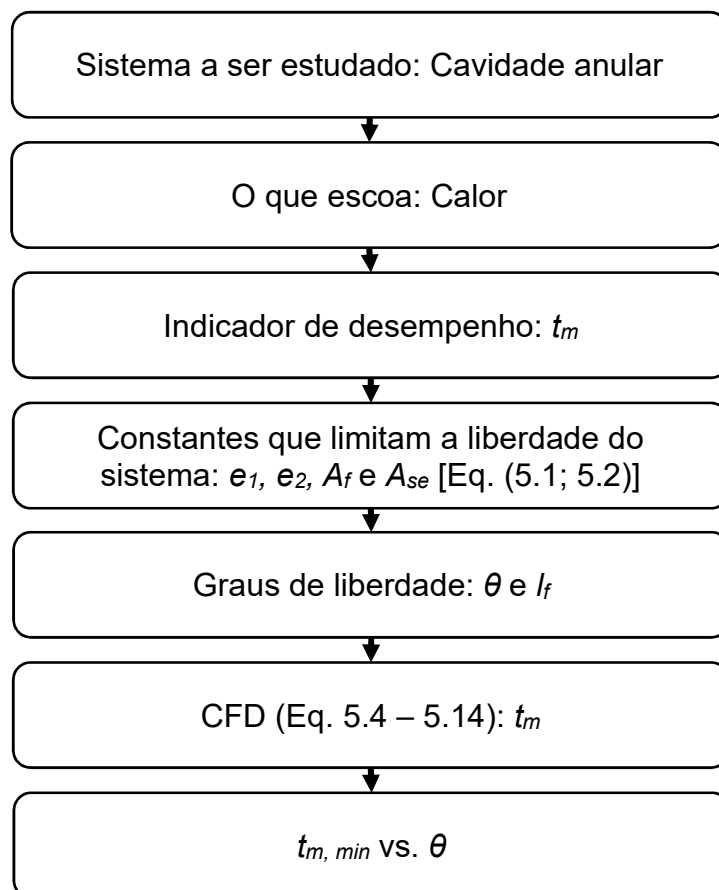 Sistema a ser estudado: Cavidade anular
O que escoa: Calor
Indicador de desempenho: tm
Constantes que limitam a liberdade do
sistema: e1, e2, Af e Ase [Eq. (5.1; 5.2)]
Graus de liberdade: θ e lf
CFD (Eq. 5.4 – 5.14): tm
tm, min vs. θ